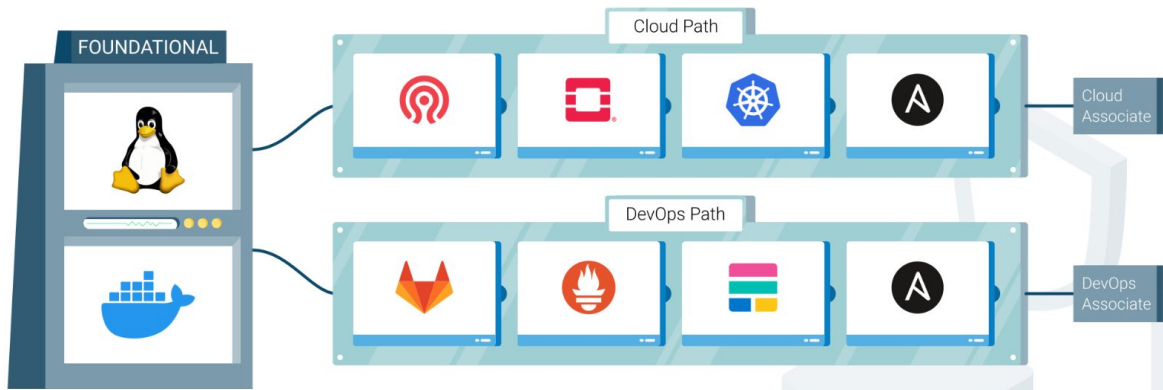 FOUNDATIONAL
Cloud Path
Cloud
Associate
DevOps Path
DevOps
Associate